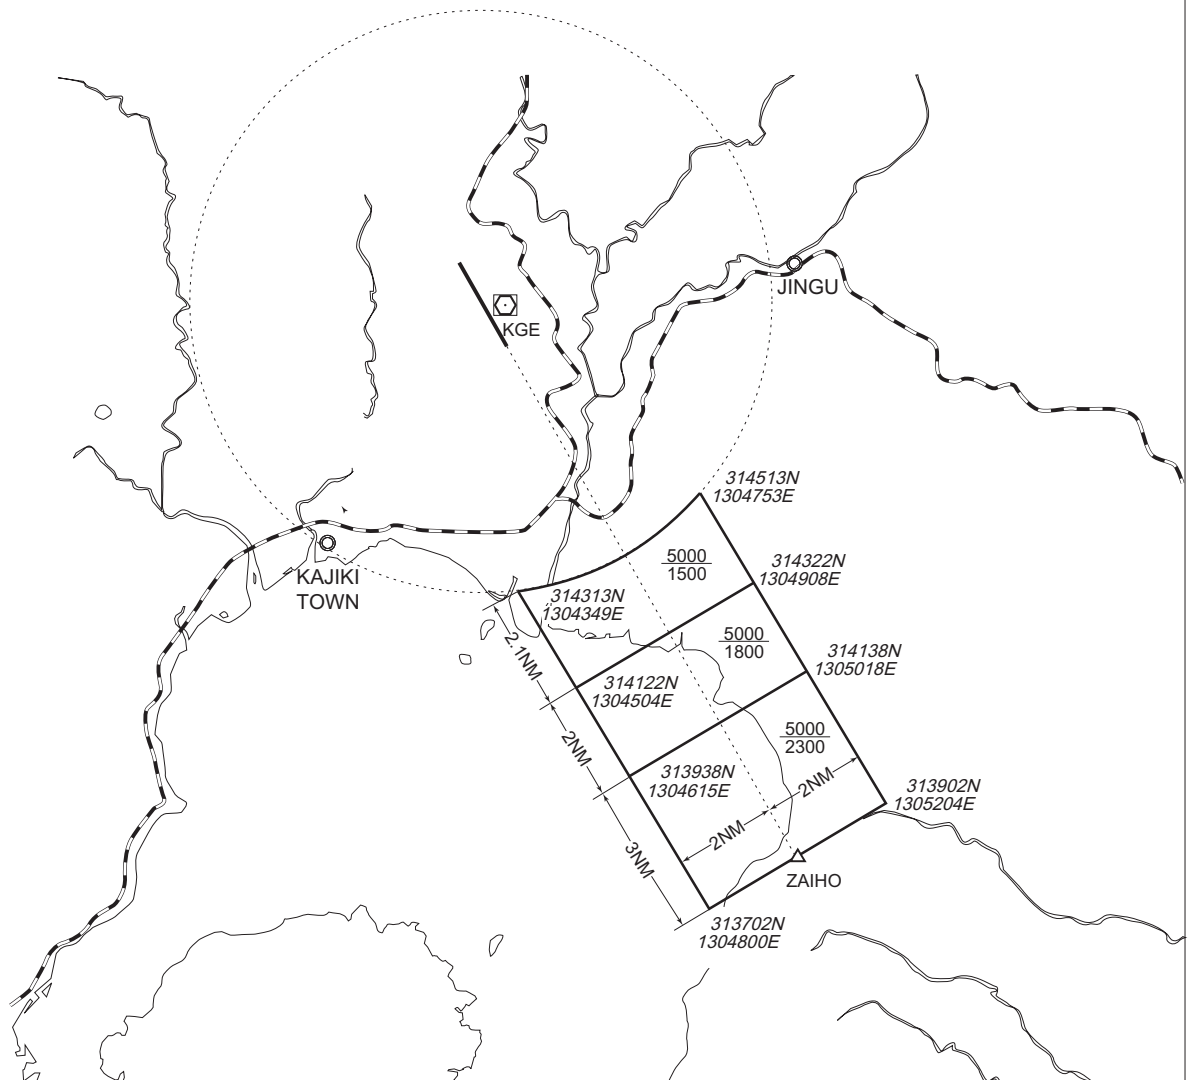 JINGU
KGE
314513N
1304753E
5000
1500
314322N
1304908E
KAJIKI
TOWN
314313N
1304349E
5000
1800
2.1NM
314138N
1305018E
314122N
1304504E
5000
2300
2NM
313938N
1304615E
2NM
313902N
1305204E
2NM
3NM
ZAIHO
313702N
1304800E